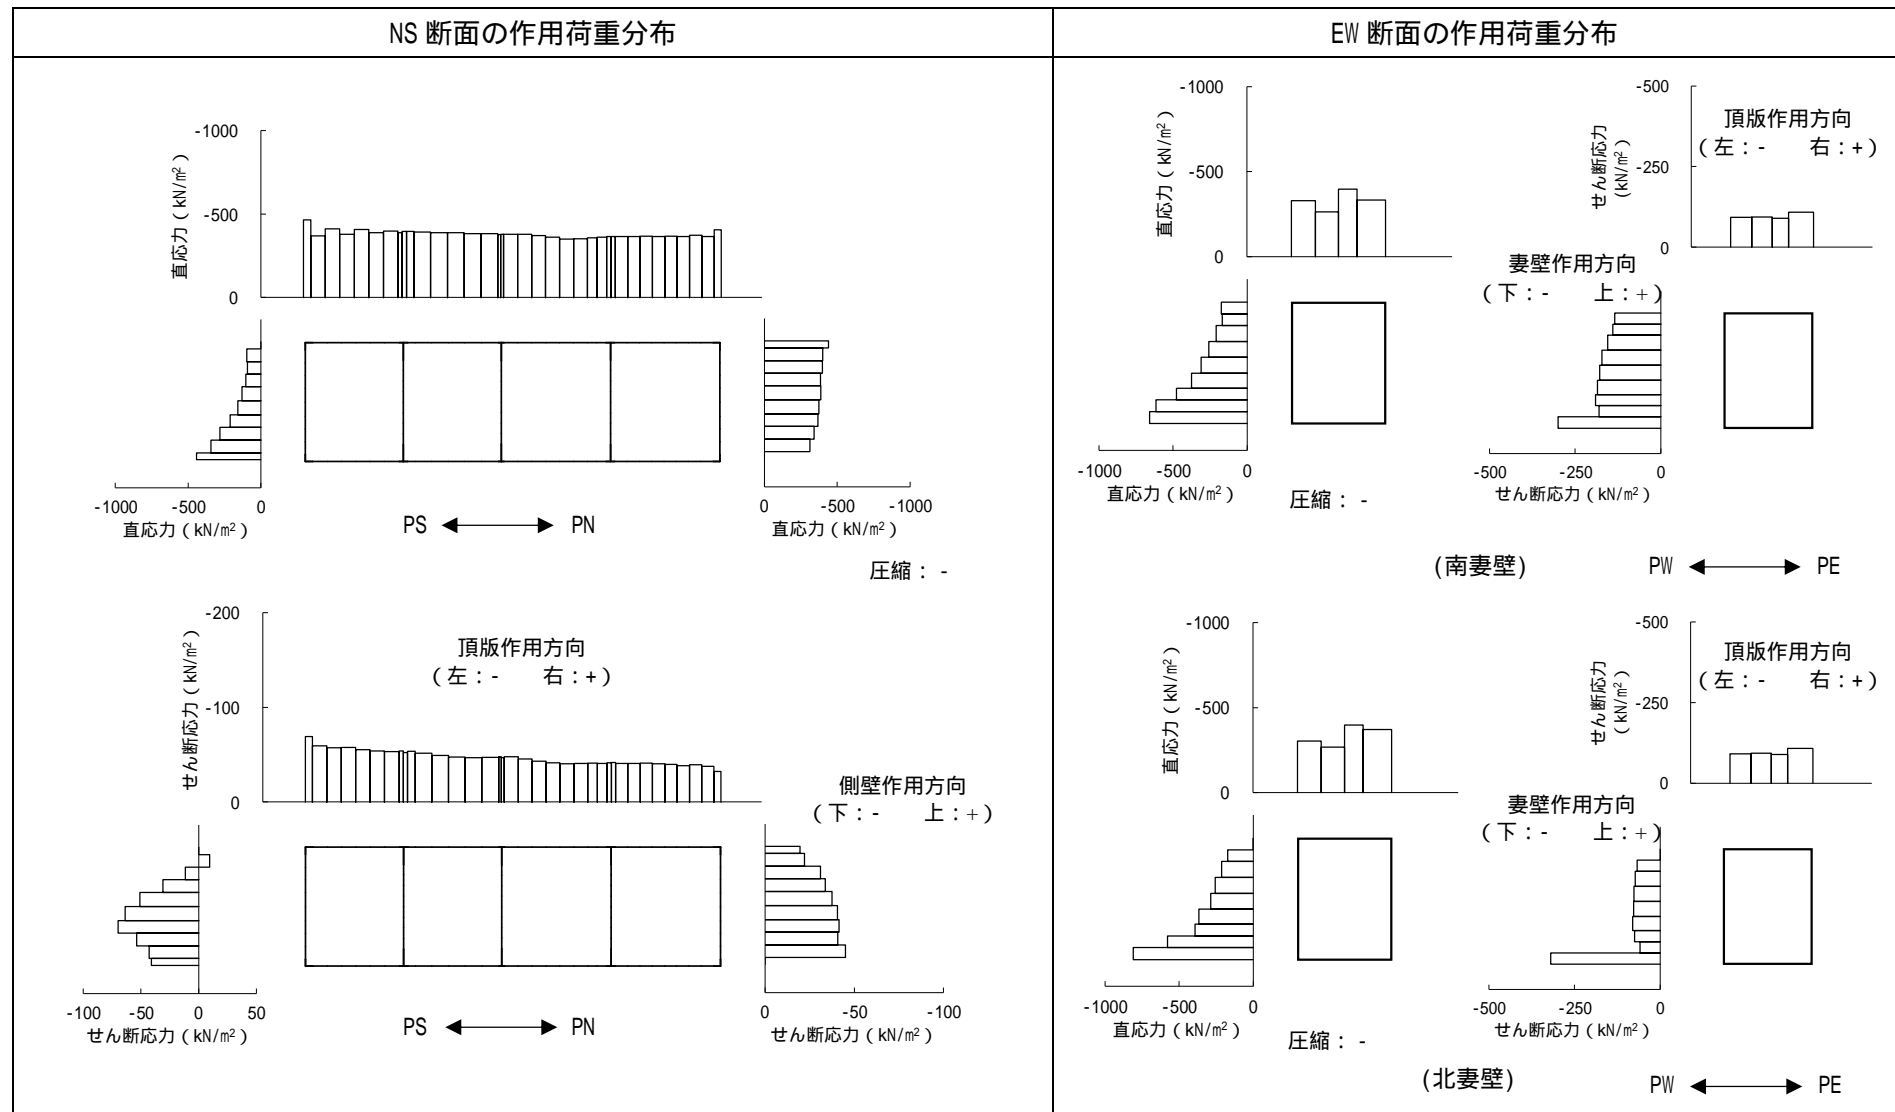 NS 断面の作用荷重分布
-1000
-500
0
直応力(kN/㎡)
-1000 -500 0
直応力(kN/㎡)
PS PN
0 -500 -1000
直応力(kN/㎡)
圧縮: -
-200
-100
0
せん断応力(kN/㎡)
頂版作用方向
(左:- 右:+)
側壁作用方向
(下:- 上:+)
-100 -50 0 50
せん断応力(kN/㎡)
PS PN
0 -50 -100
せん断応力(kN/㎡)
EW 断面の作用荷重分布
-1000
-500
0
直応力(kN/㎡)
-500
-250
0
せん断応力
(kN/㎡)
頂版作用方向
(左:- 右:+)
妻壁作用方向
(下:- 上:+)
-1000 -500 0
直応力(kN/㎡)
圧縮: -
-500 -250 0
せん断応力(kN/㎡)
(南妻壁)
PW PE
-1000
-500
0
直応力(kN/㎡)
-500
-250
0
せん断応力
(kN/㎡)
頂版作用方向
(左:- 右:+)
妻壁作用方向
(下:- 上:+)
-1000 -500 0
直応力(kN/㎡)
圧縮: -
-500 -250 0
せん断応力(kN/㎡)
(北妻壁)
PW PE